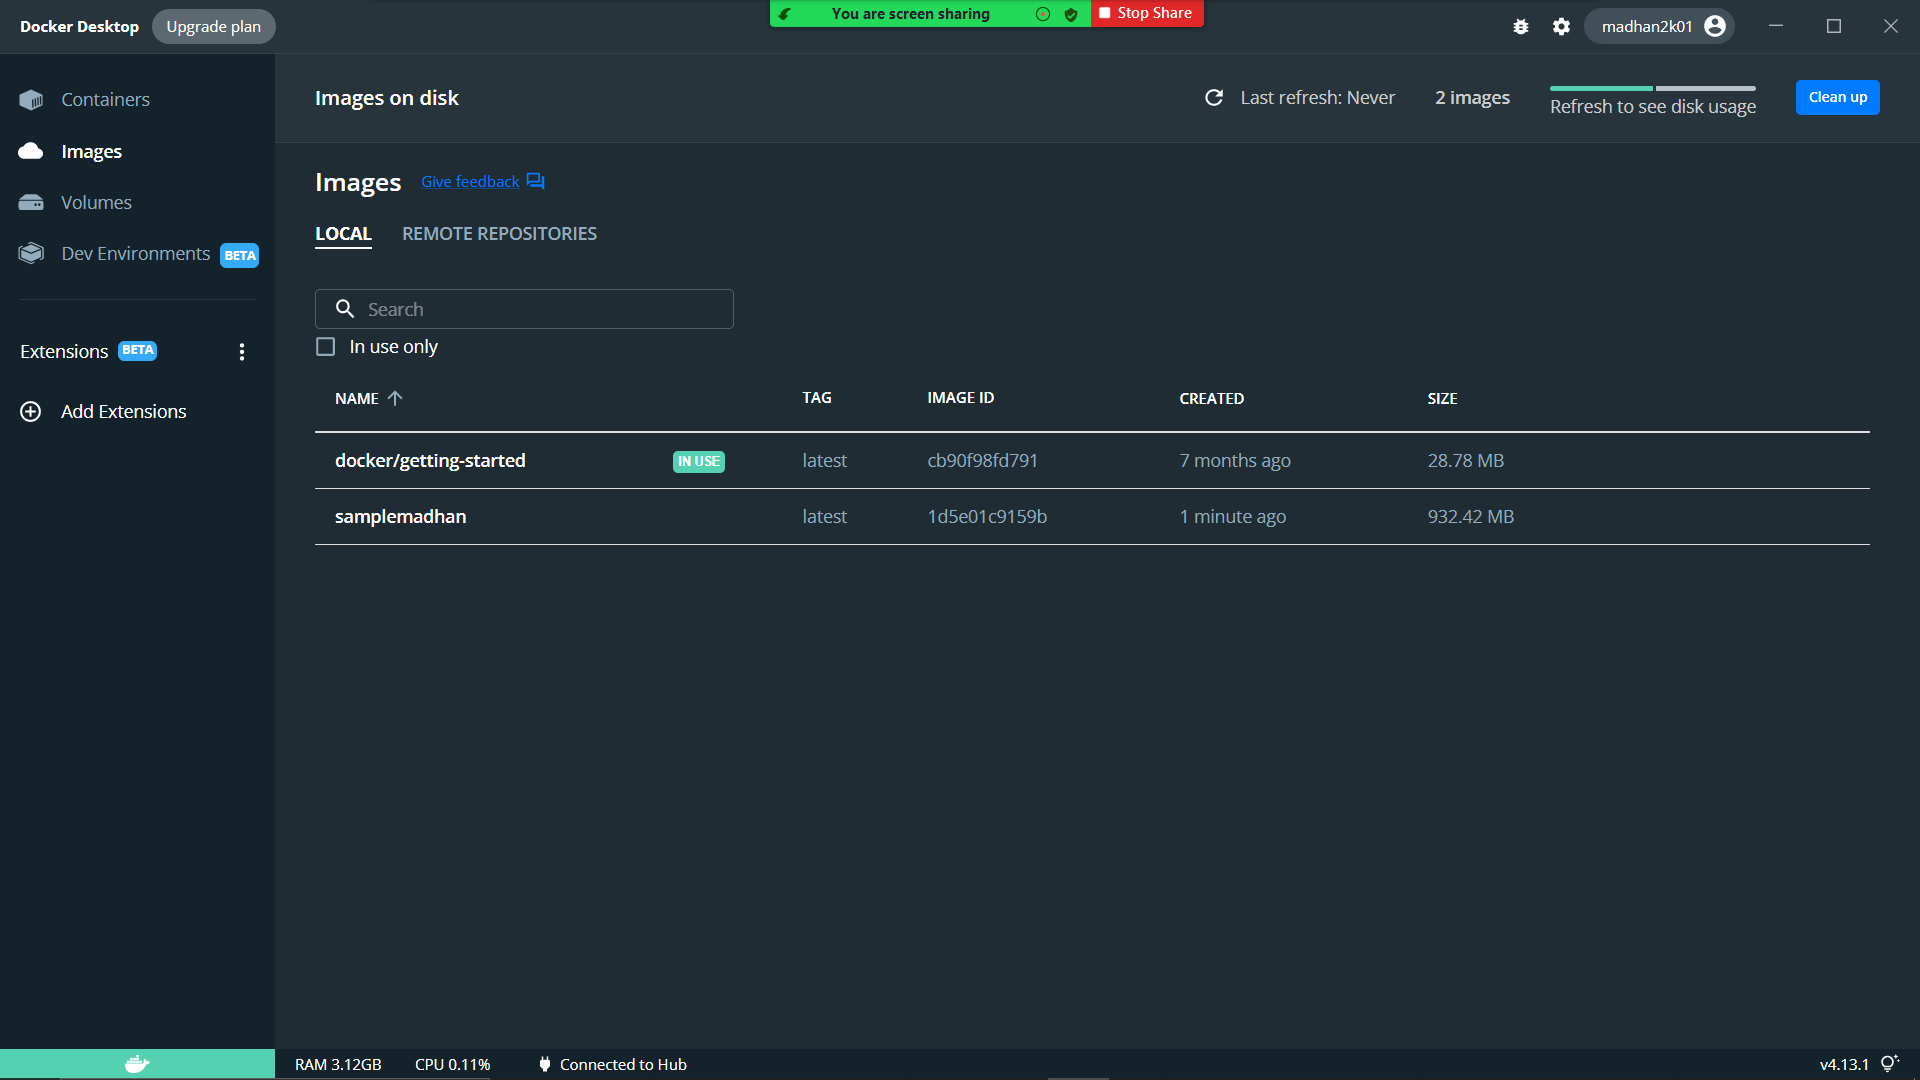 Docker Desktop Upgrade plan You are screen sharing Stop Share madhan2k01
Containers
Images
Volumes
Dev Environments BETA
Extensions BETA
Add Extensions
Images on disk Last refresh: Never 2 images Refresh to see disk usage Clean up
Images Give feedback
LOCAL REMOTE REPOSITORIES
Search
In use only
NAME TAG IMAGE ID CREATED SIZE
docker/getting-started IN USE latest cb90f98fd791 7 months ago 28.78 MB
samplemadhan latest 1d5e01c9159b 1 minute ago 932.42 MB
RAM 3.12GB CPU 0.11% Connected to Hub v4.13.1